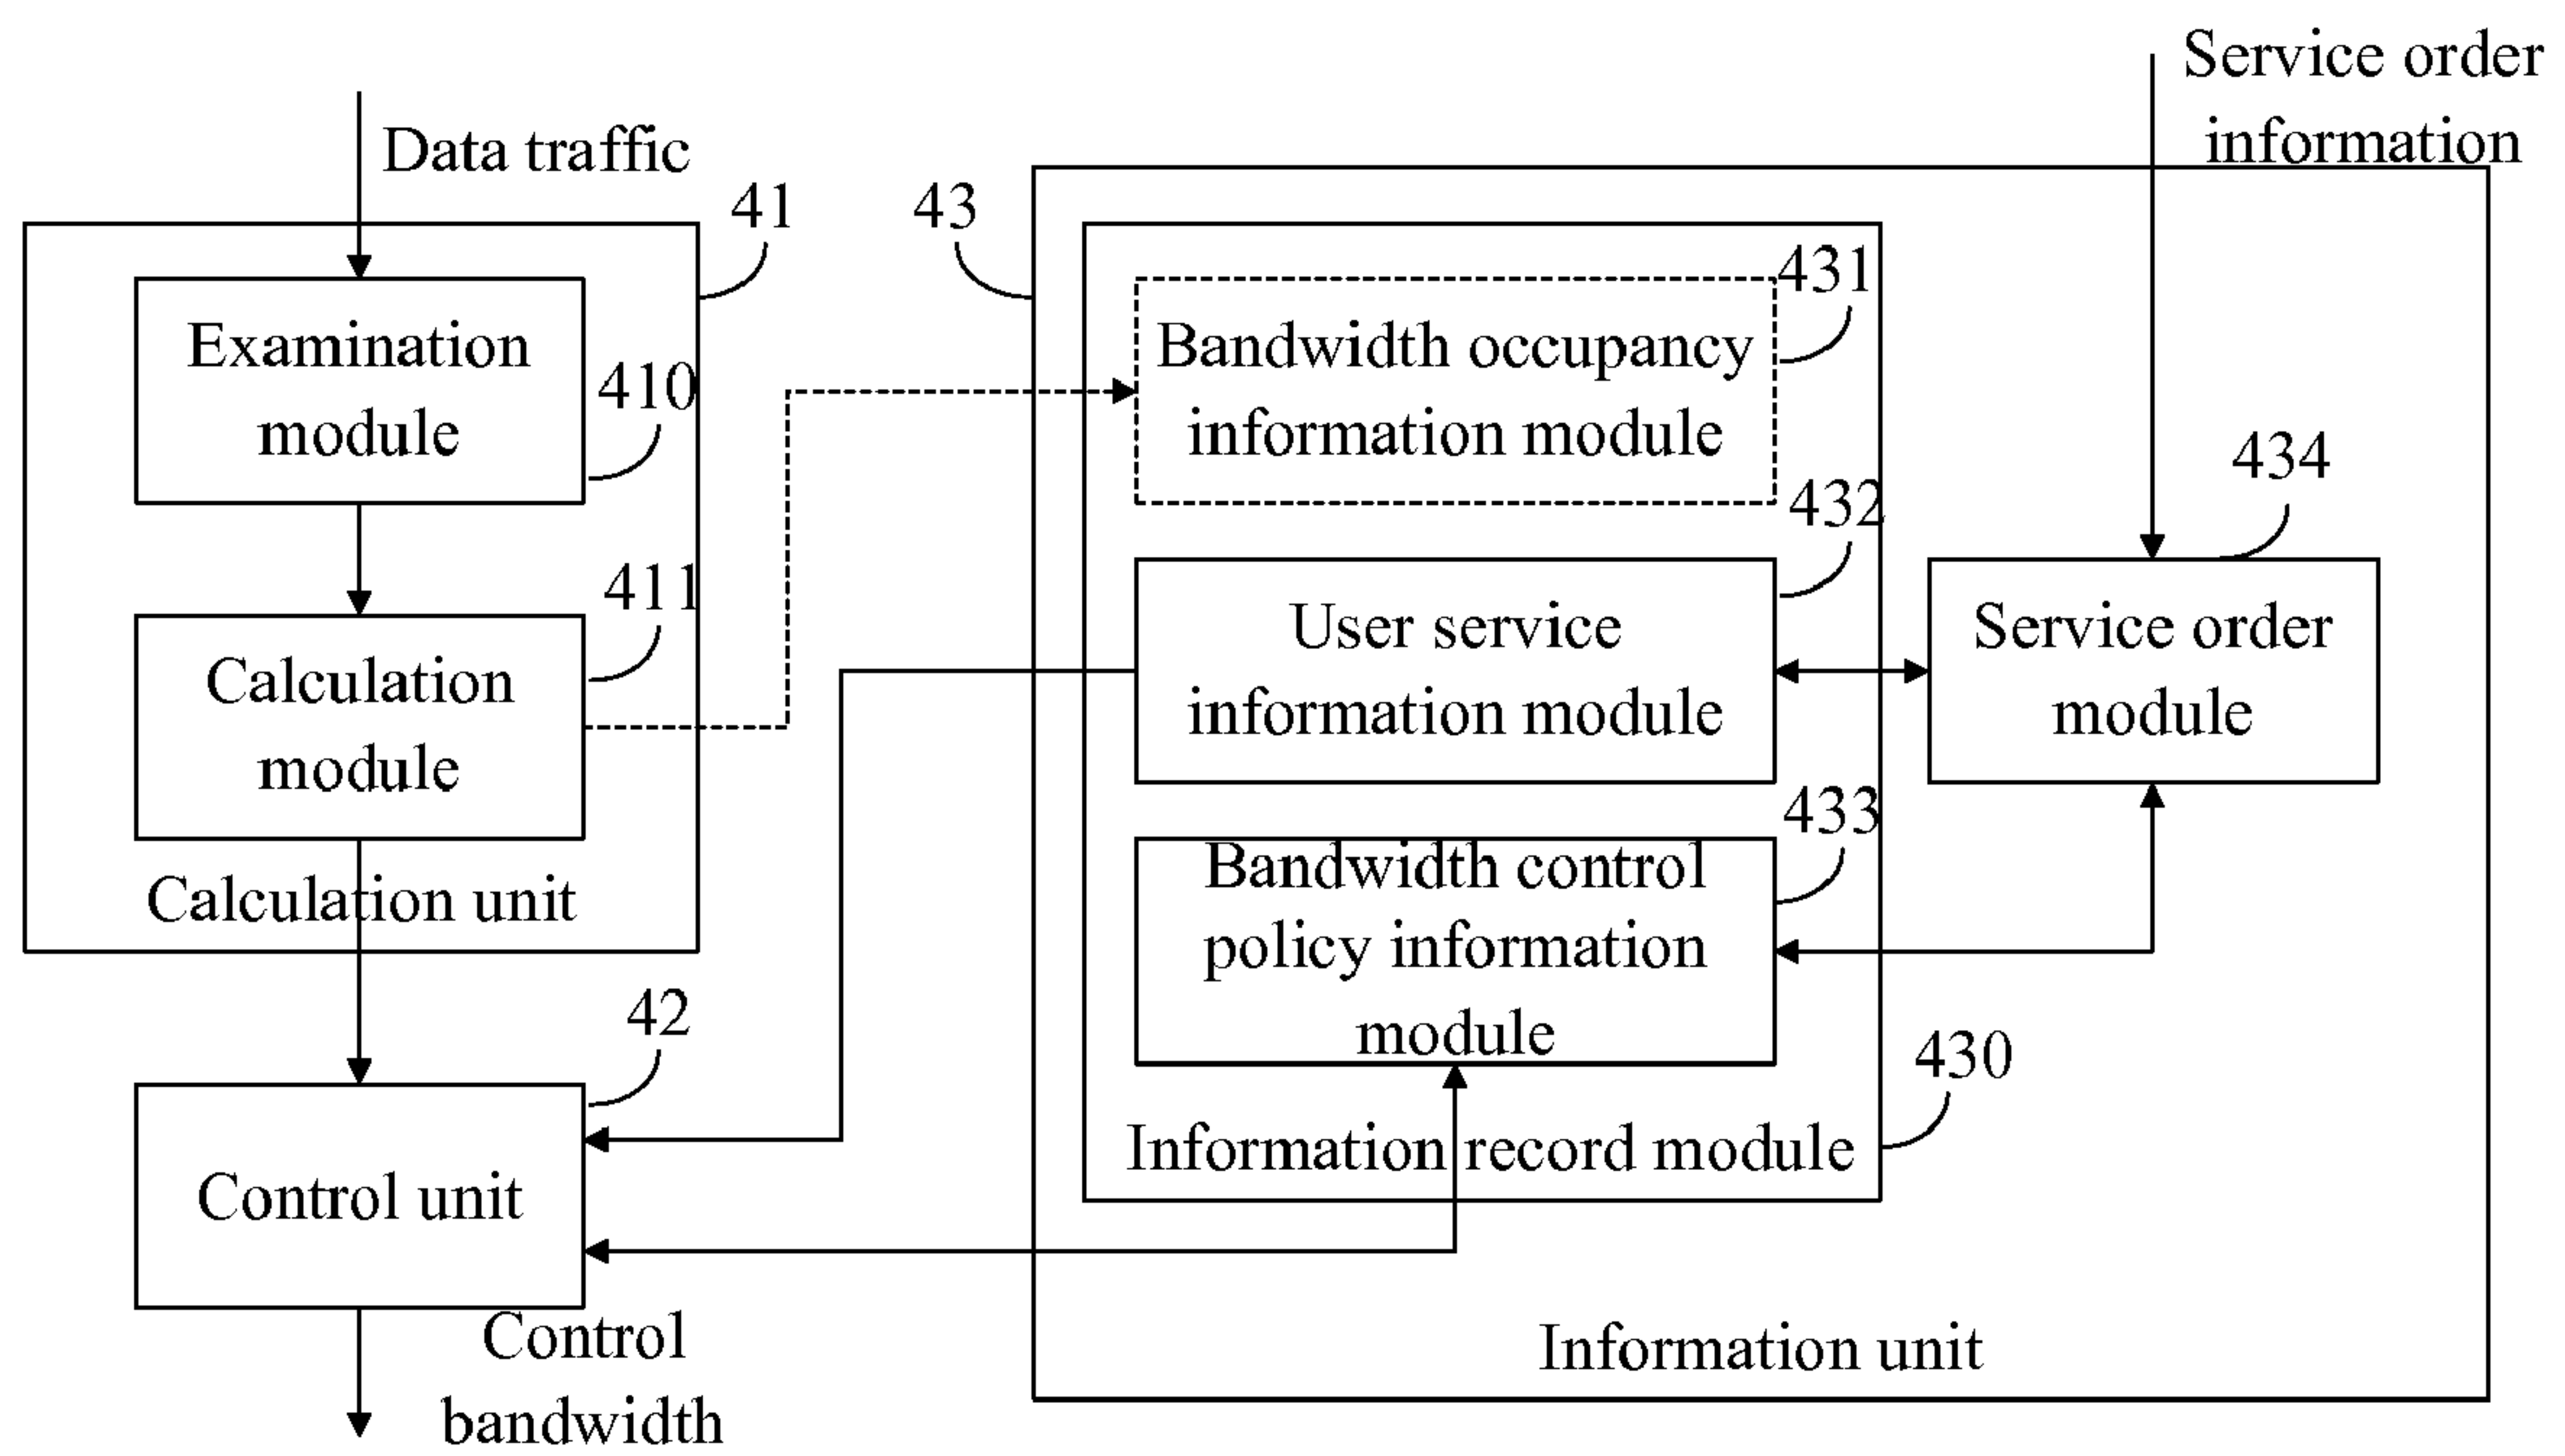 Service order
information
Data traffic
41
43
431
Examination
module
410
Bandwidth occupancy
information module
434
432
411
Calculation
module
User service
information module
Service order
module
433
Calculation unit
Bandwidth control
policy information
module
42
430
Information record module
Control unit
Control
bandwidth
Information unit